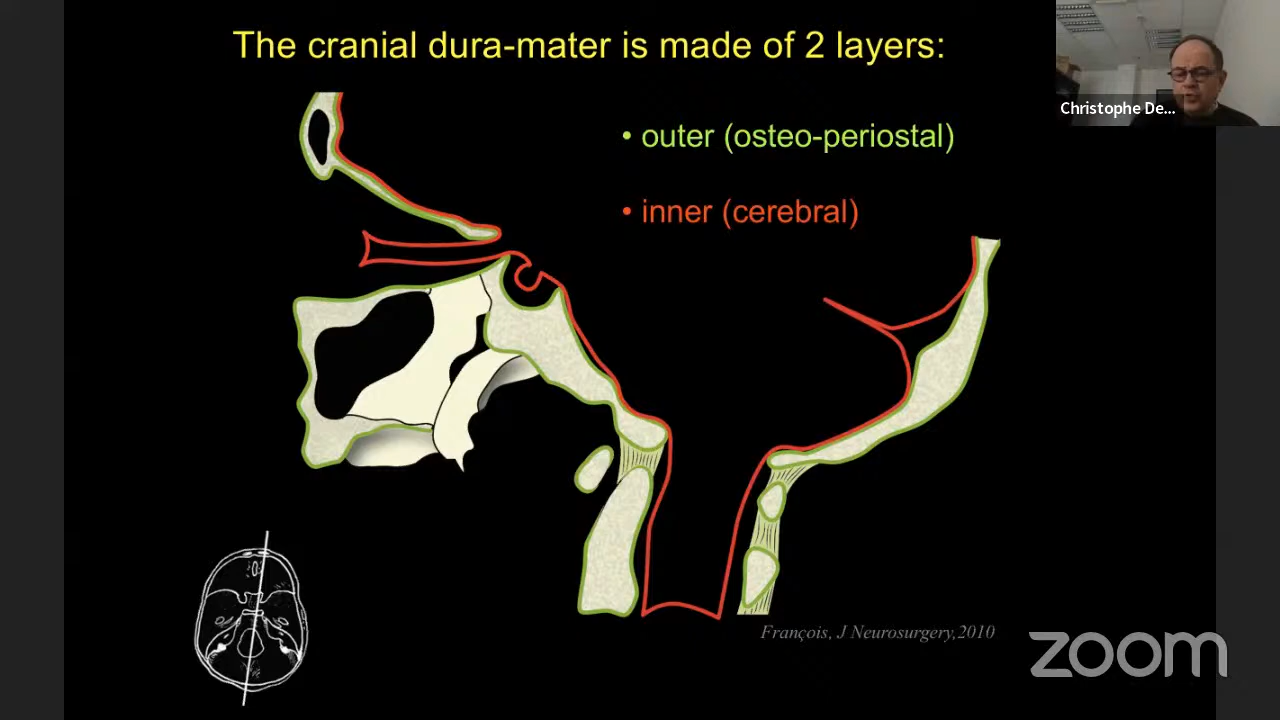 The cranial dura-mater is made of 2 layers:
Christophe De...
• outer (osteo-periostal)
• inner (cerebral)
François, J Neurosurgery,2010
zoom